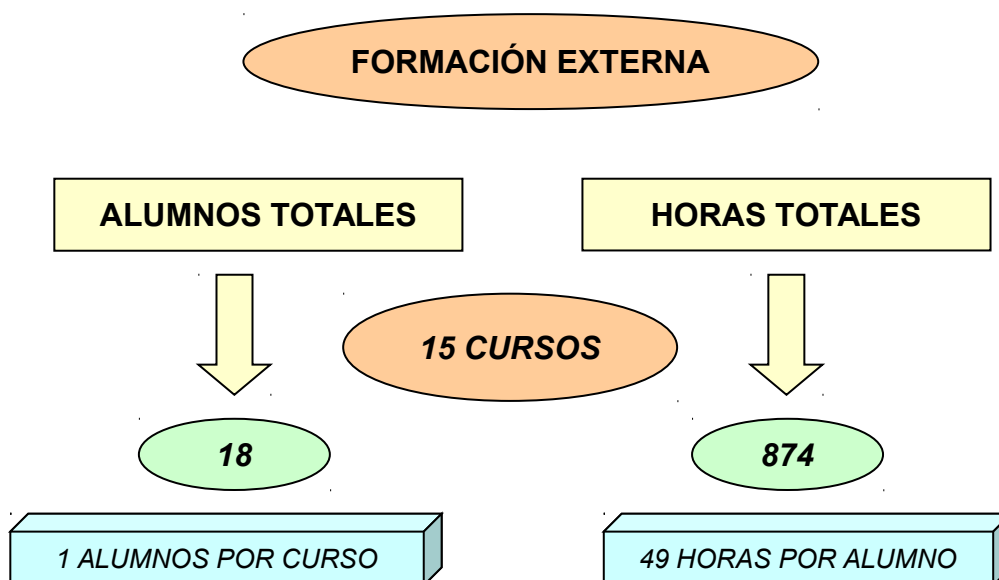 FORMACIÓN EXTERNA
ALUMNOS TOTALES
HORAS TOTALES
15 CURSOS
18
874
1 ALUMNOS POR CURSO
49 HORAS POR ALUMNO